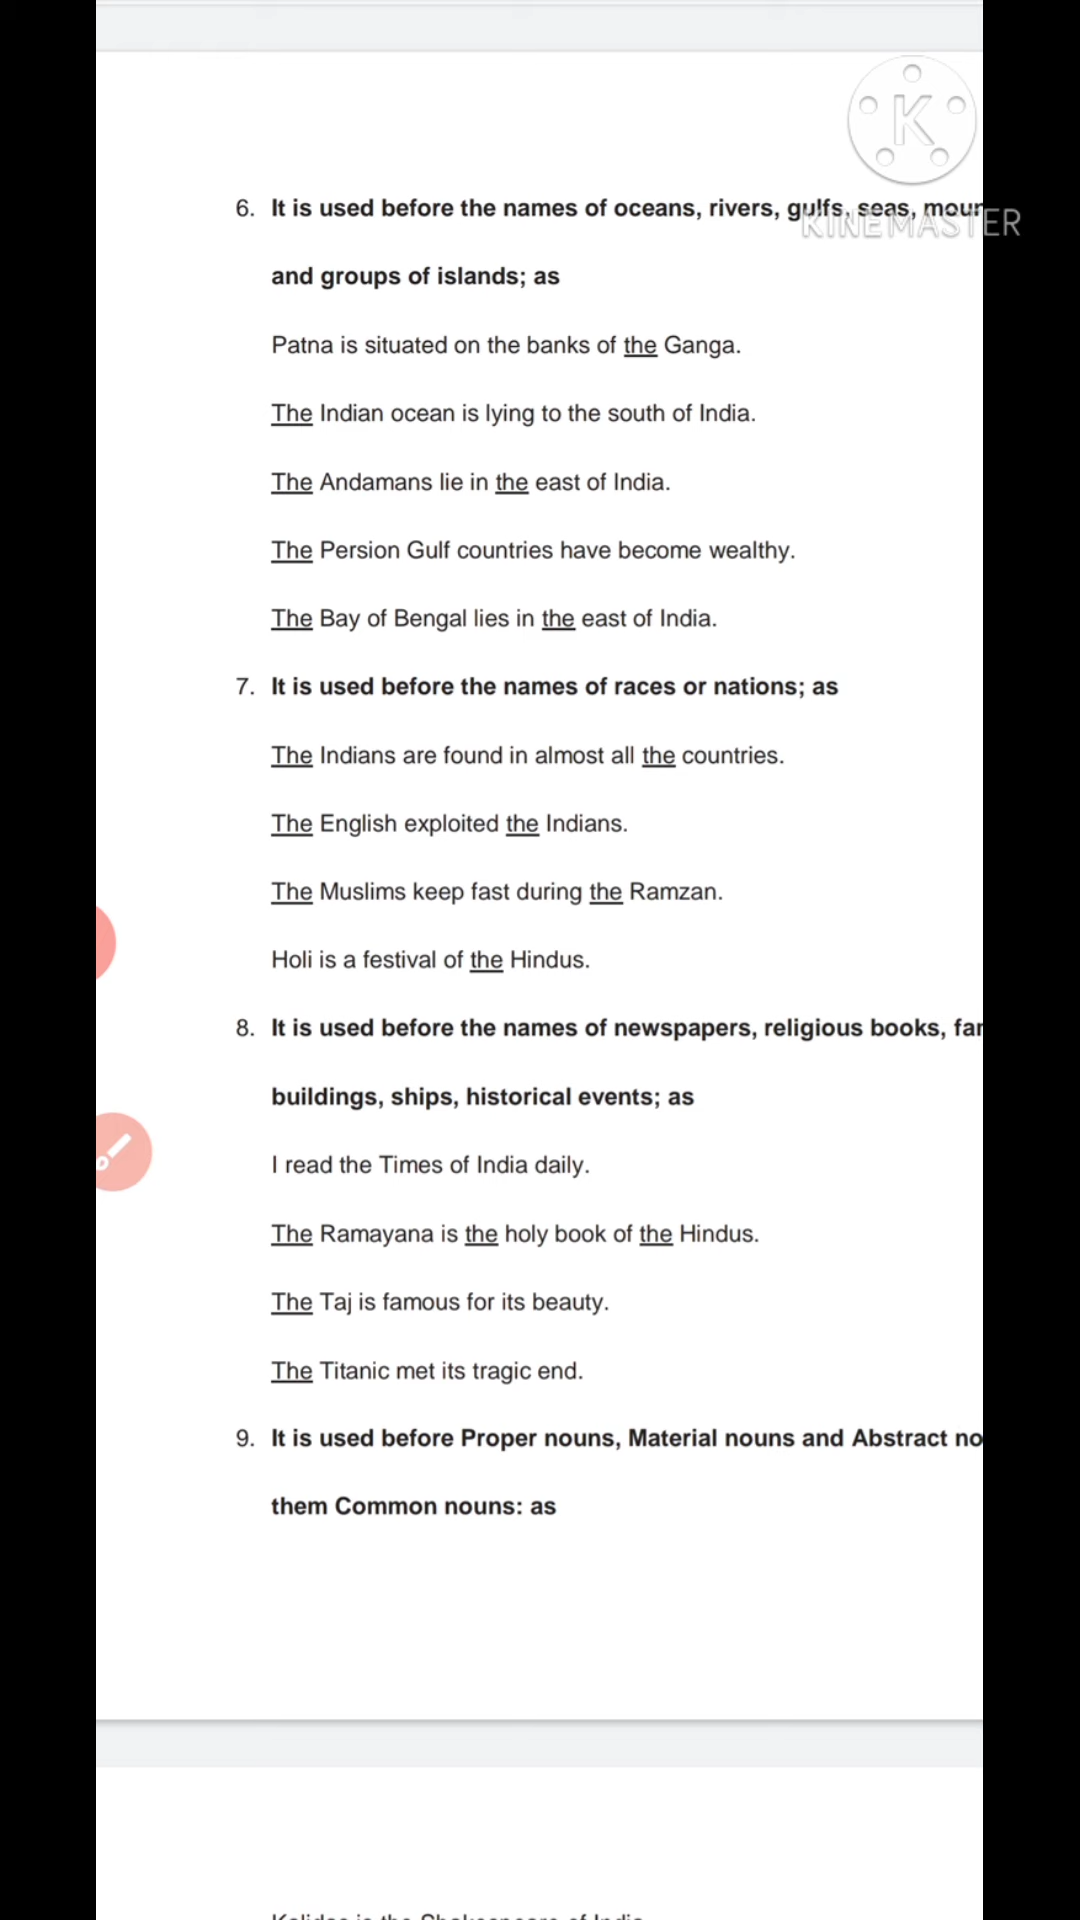 K
KINEMASTER
6. It is used before the names of oceans, rivers, gulfs, seas,
and groups of islands; as
Patna is situated on the banks of the Ganga.
The Indian ocean is lying to the south of India.
The Andamans lie in the east of India.
The Persion Gulf countries have become wealthy.
The Bay of Bengal lies in the east of India.
7. It is used before the names of races or nations; as
The Indians are found in almost all the countries.
The English exploited the Indians.
The Muslims keep fast during the Ramzan.
Holi is a festival of the Hindus.
8. It is used before the names of newspapers, religious books,
buildings, ships, historical events; as
I read the Times of India daily.
The Ramayana is the holy book of the Hindus.
The Taj is famous for its beauty.
The Titanic met its tragic end.
9. It is used before Proper nouns, Material nouns and Abstract
them Common nouns: as